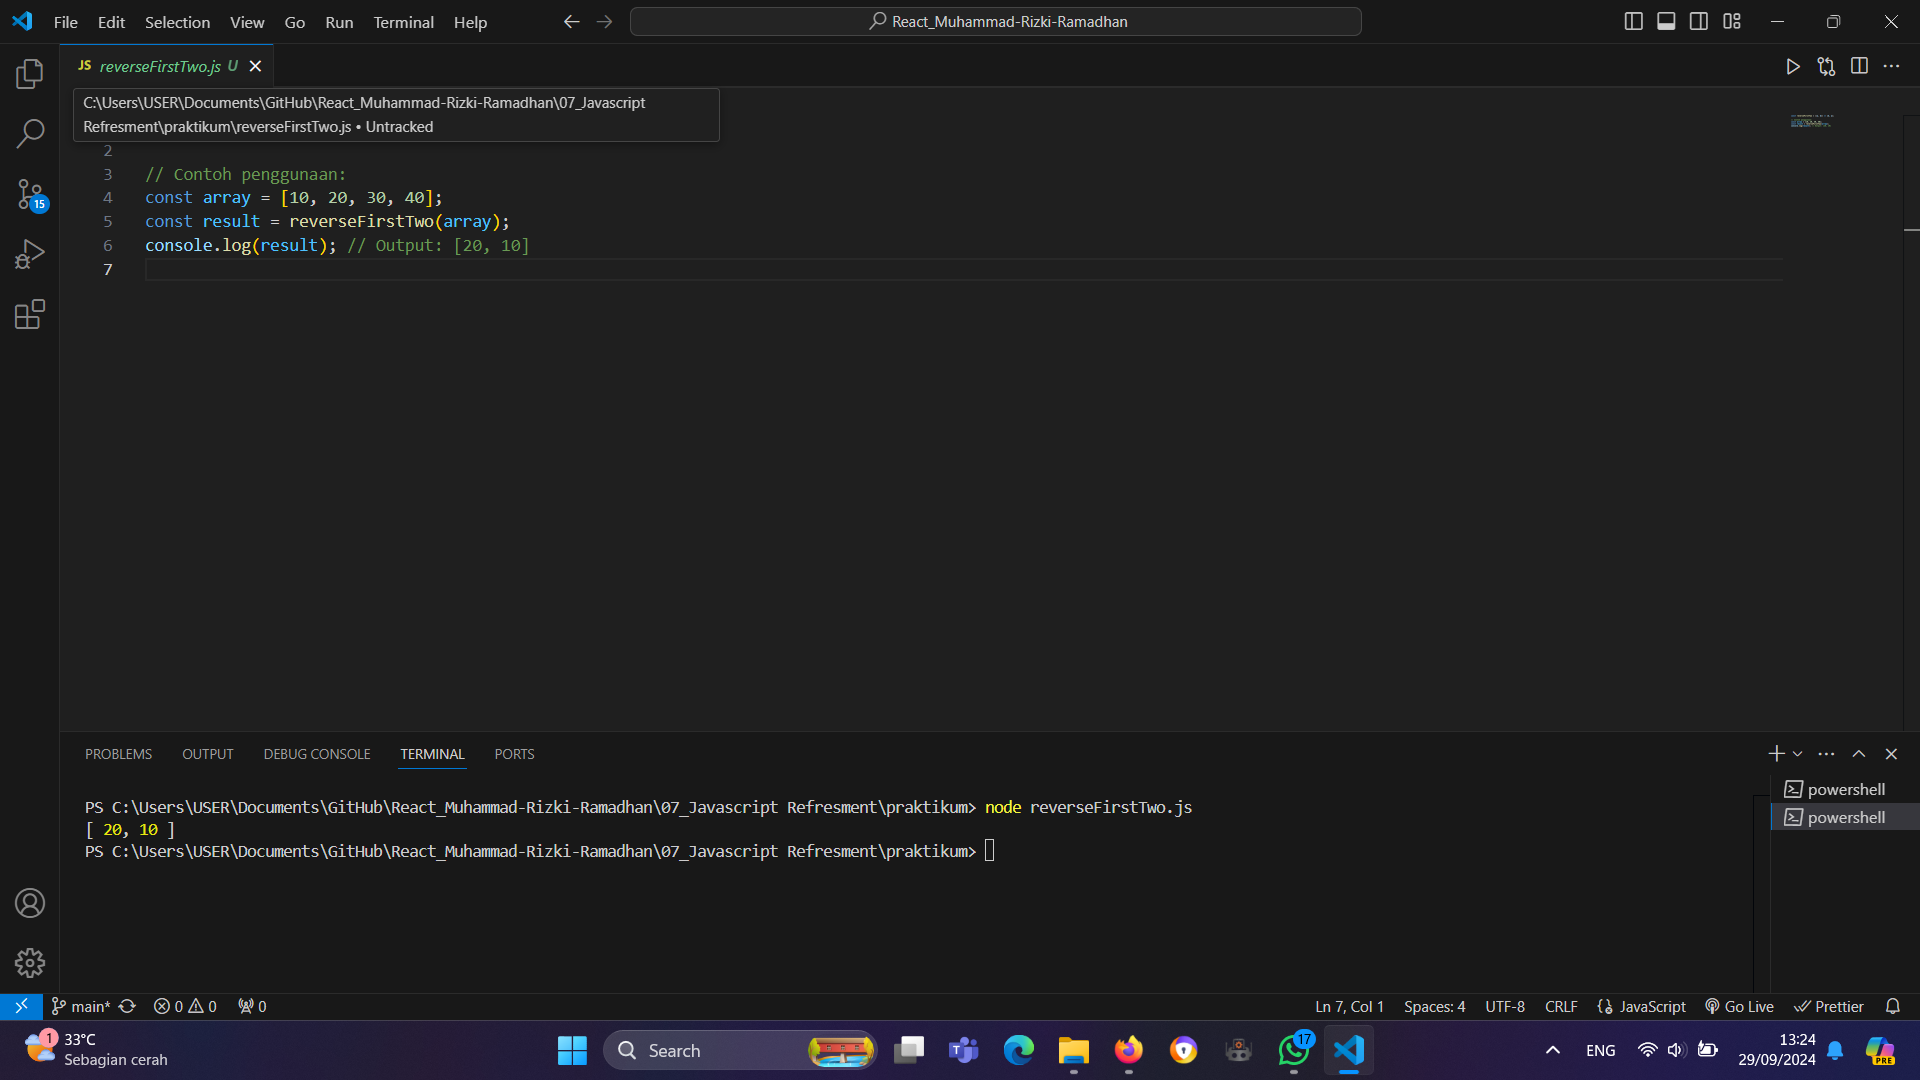 File Edit Selection View Go Run Terminal Help
React_Muhammad-Rizki-Ramadhan
JS reverseFirstTwo.js U
C:\Users\USER\Documents\GitHub\React_Muhammad-Rizki-Ramadhan\07_Javascript
Refresment\praktikum\reverseFirstTwo.js • Untracked
2
3 // Contoh penggunaan:
4 const array = [10, 20, 30, 40];
5 const result = reverseFirstTwo(array);
6 console.log(result); // Output: [20, 10]
7
15
PROBLEMS OUTPUT DEBUG CONSOLE TERMINAL PORTS
PS C:\Users\USER\Documents\GitHub\React_Muhammad-Rizki-Ramadhan\07_Javascript Refresment\praktikum> node reverseFirstTwo.js
[ 20, 10 ]
PS C:\Users\USER\Documents\GitHub\React_Muhammad-Rizki-Ramadhan\07_Javascript Refresment\praktikum>
powershell
powershell
main* 0 0 0 Ln 7, Col 1 Spaces: 4 UTF-8 CRLF {} JavaScript Go Live Prettier
1 33°C
Sebagian cerah
Search
17
ENG
13:24
29/09/2024
PRE